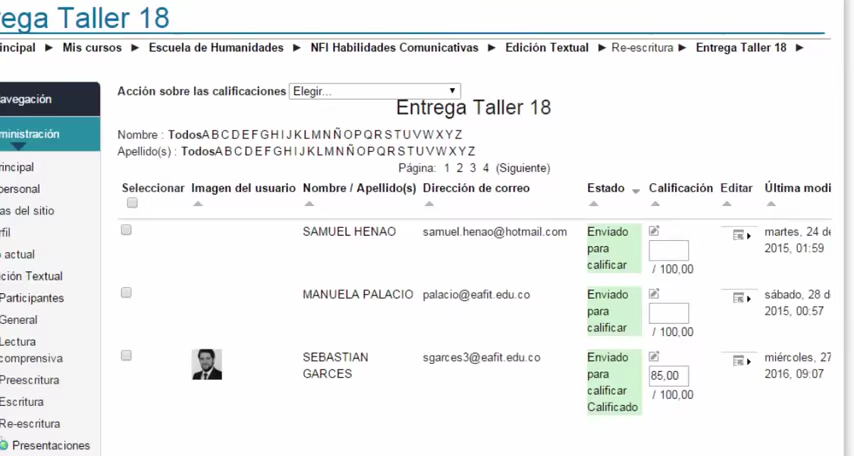 rega Taller 18
incipal ► Mis cursos ► Escuela de Humanidades ► NFI Habilidades Comunicativas ► Edición Textual ► Re-escritura ► Entrega Taller 18 ►
avegación
ministración
incipal
personal
as del sitio
rfil
o actual
ción Textual
Participantes
General
Lectura
comprensiva
Preescritura
Escritura
Re-escritura
Presentaciones
Acción sobre las calificaciones Elegir...
Entrega Taller 18
Nombre : Todos A B C D E F G H I J K L M N Ñ O P Q R S T U V W X Y Z
Apellido(s) : Todos A B C D E F G H I J K L M N Ñ O P Q R S T U V W X Y Z
Página: 1 2 3 4 (Siguiente)
Seleccionar Imagen del usuario Nombre / Apellido(s) Dirección de correo Estado Calificación Editar Última modi
SAMUEL HENAO samuel.henao@hotmail.com Enviado martes, 24 de
para 2015, 01:59
calificar / 100,00
MANUELA PALACIO palacio@eafit.edu.co Enviado sábado, 28 d
para 2015, 00:57
calificar / 100,00
SEBASTIAN sgarces3@eafit.edu.co Enviado miércoles, 27
GARCES para 85,00 2016, 09:07
calificar / 100,00
Calificado